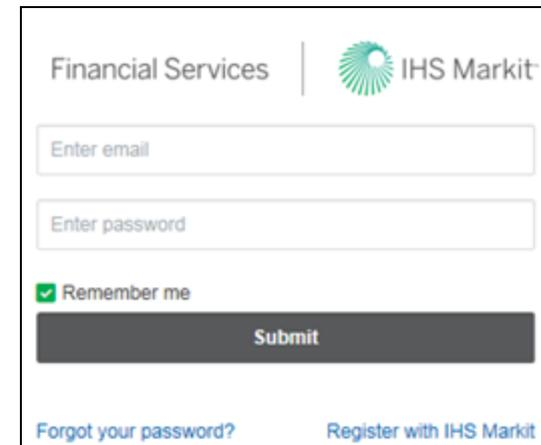 Financial Services IHS Markit
Enter email
Enter password
Remember me
Submit
Forgot your password? Register with IHS Markit